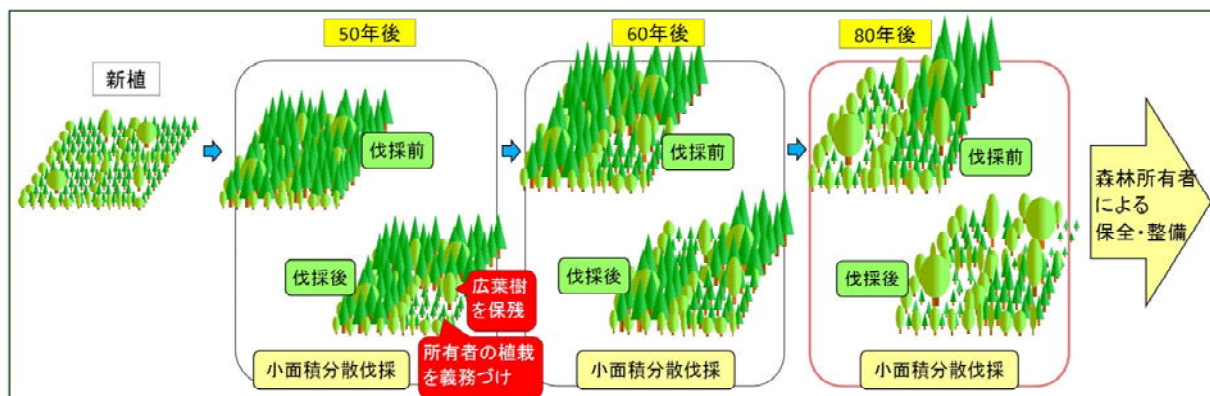 新植
50年後
伐採前
伐採後
広葉樹
を保残
所有者の植栽
を義務づけ
小面積分散伐採
60年後
伐採前
伐採後
小面積分散伐採
80年後
伐採前
伐採後
小面積分散伐採
森林所有者
による
保全・整備